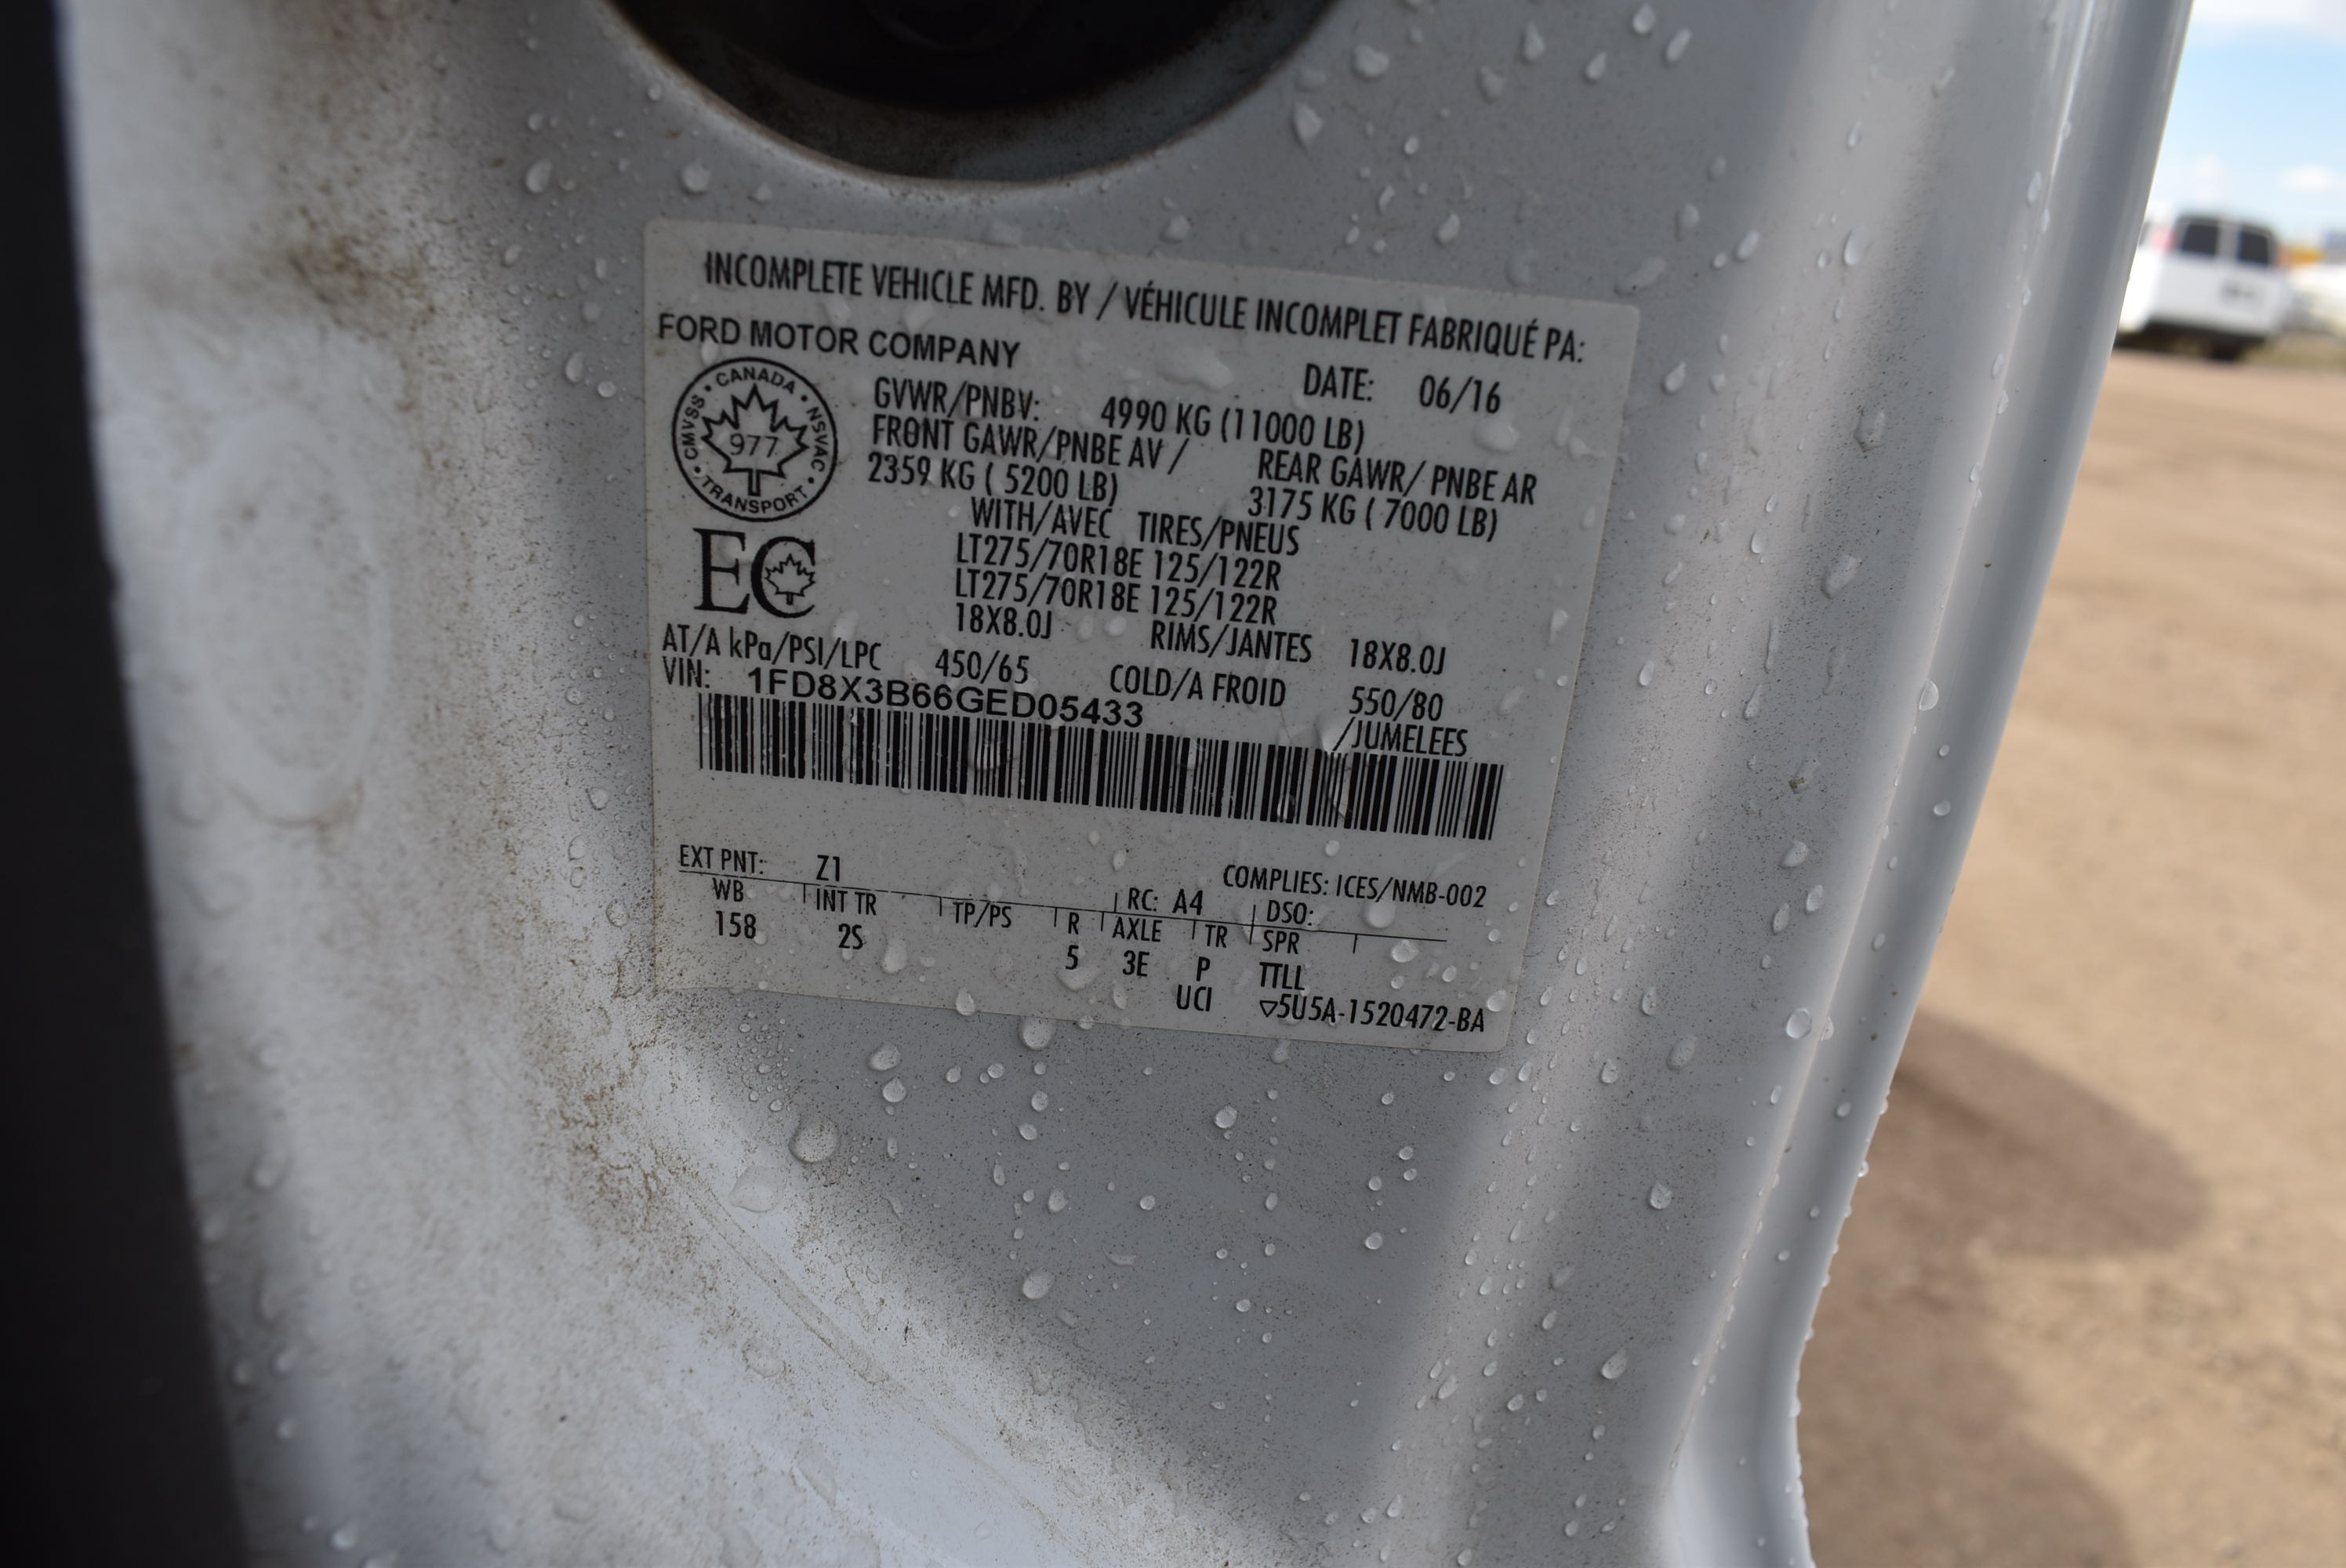 INCOMPLETE VEHICLE MFD. BY / VÉHICULE INCOMPLET FABRIQUÉ PA:
FORD MOTOR COMPANY
DATE: 06/16
CANADA • NSVAC • TRANSPORT • CMVSS •
977
GVWR/PNBV: 4990 KG (11000 LB)
FRONT GAWR/PNBE AV / REAR GAWR/ PNBE AR
2359 KG ( 5200 LB) 3175 KG ( 7000 LB)
WITH/AVEC TIRES/PNEUS
LT275/70R18E 125/122R
LT275/70R18E 125/122R
EC
18X8.0J RIMS/JANTES 18X8.0J
AT/A kPa/PSI/LPC 450/65 COLD/A FROID 550/80
VIN: 1FD8X3B66GED05433 /JUMELEES
EXT PNT: Z1 COMPLIES: ICES/NMB-002
RC: A4 DSO:
WB INT TR TP/PS R AXLE TR SPR
158 2S 5 3E P TTLL
UCI ▽5U5A-1520472-BA